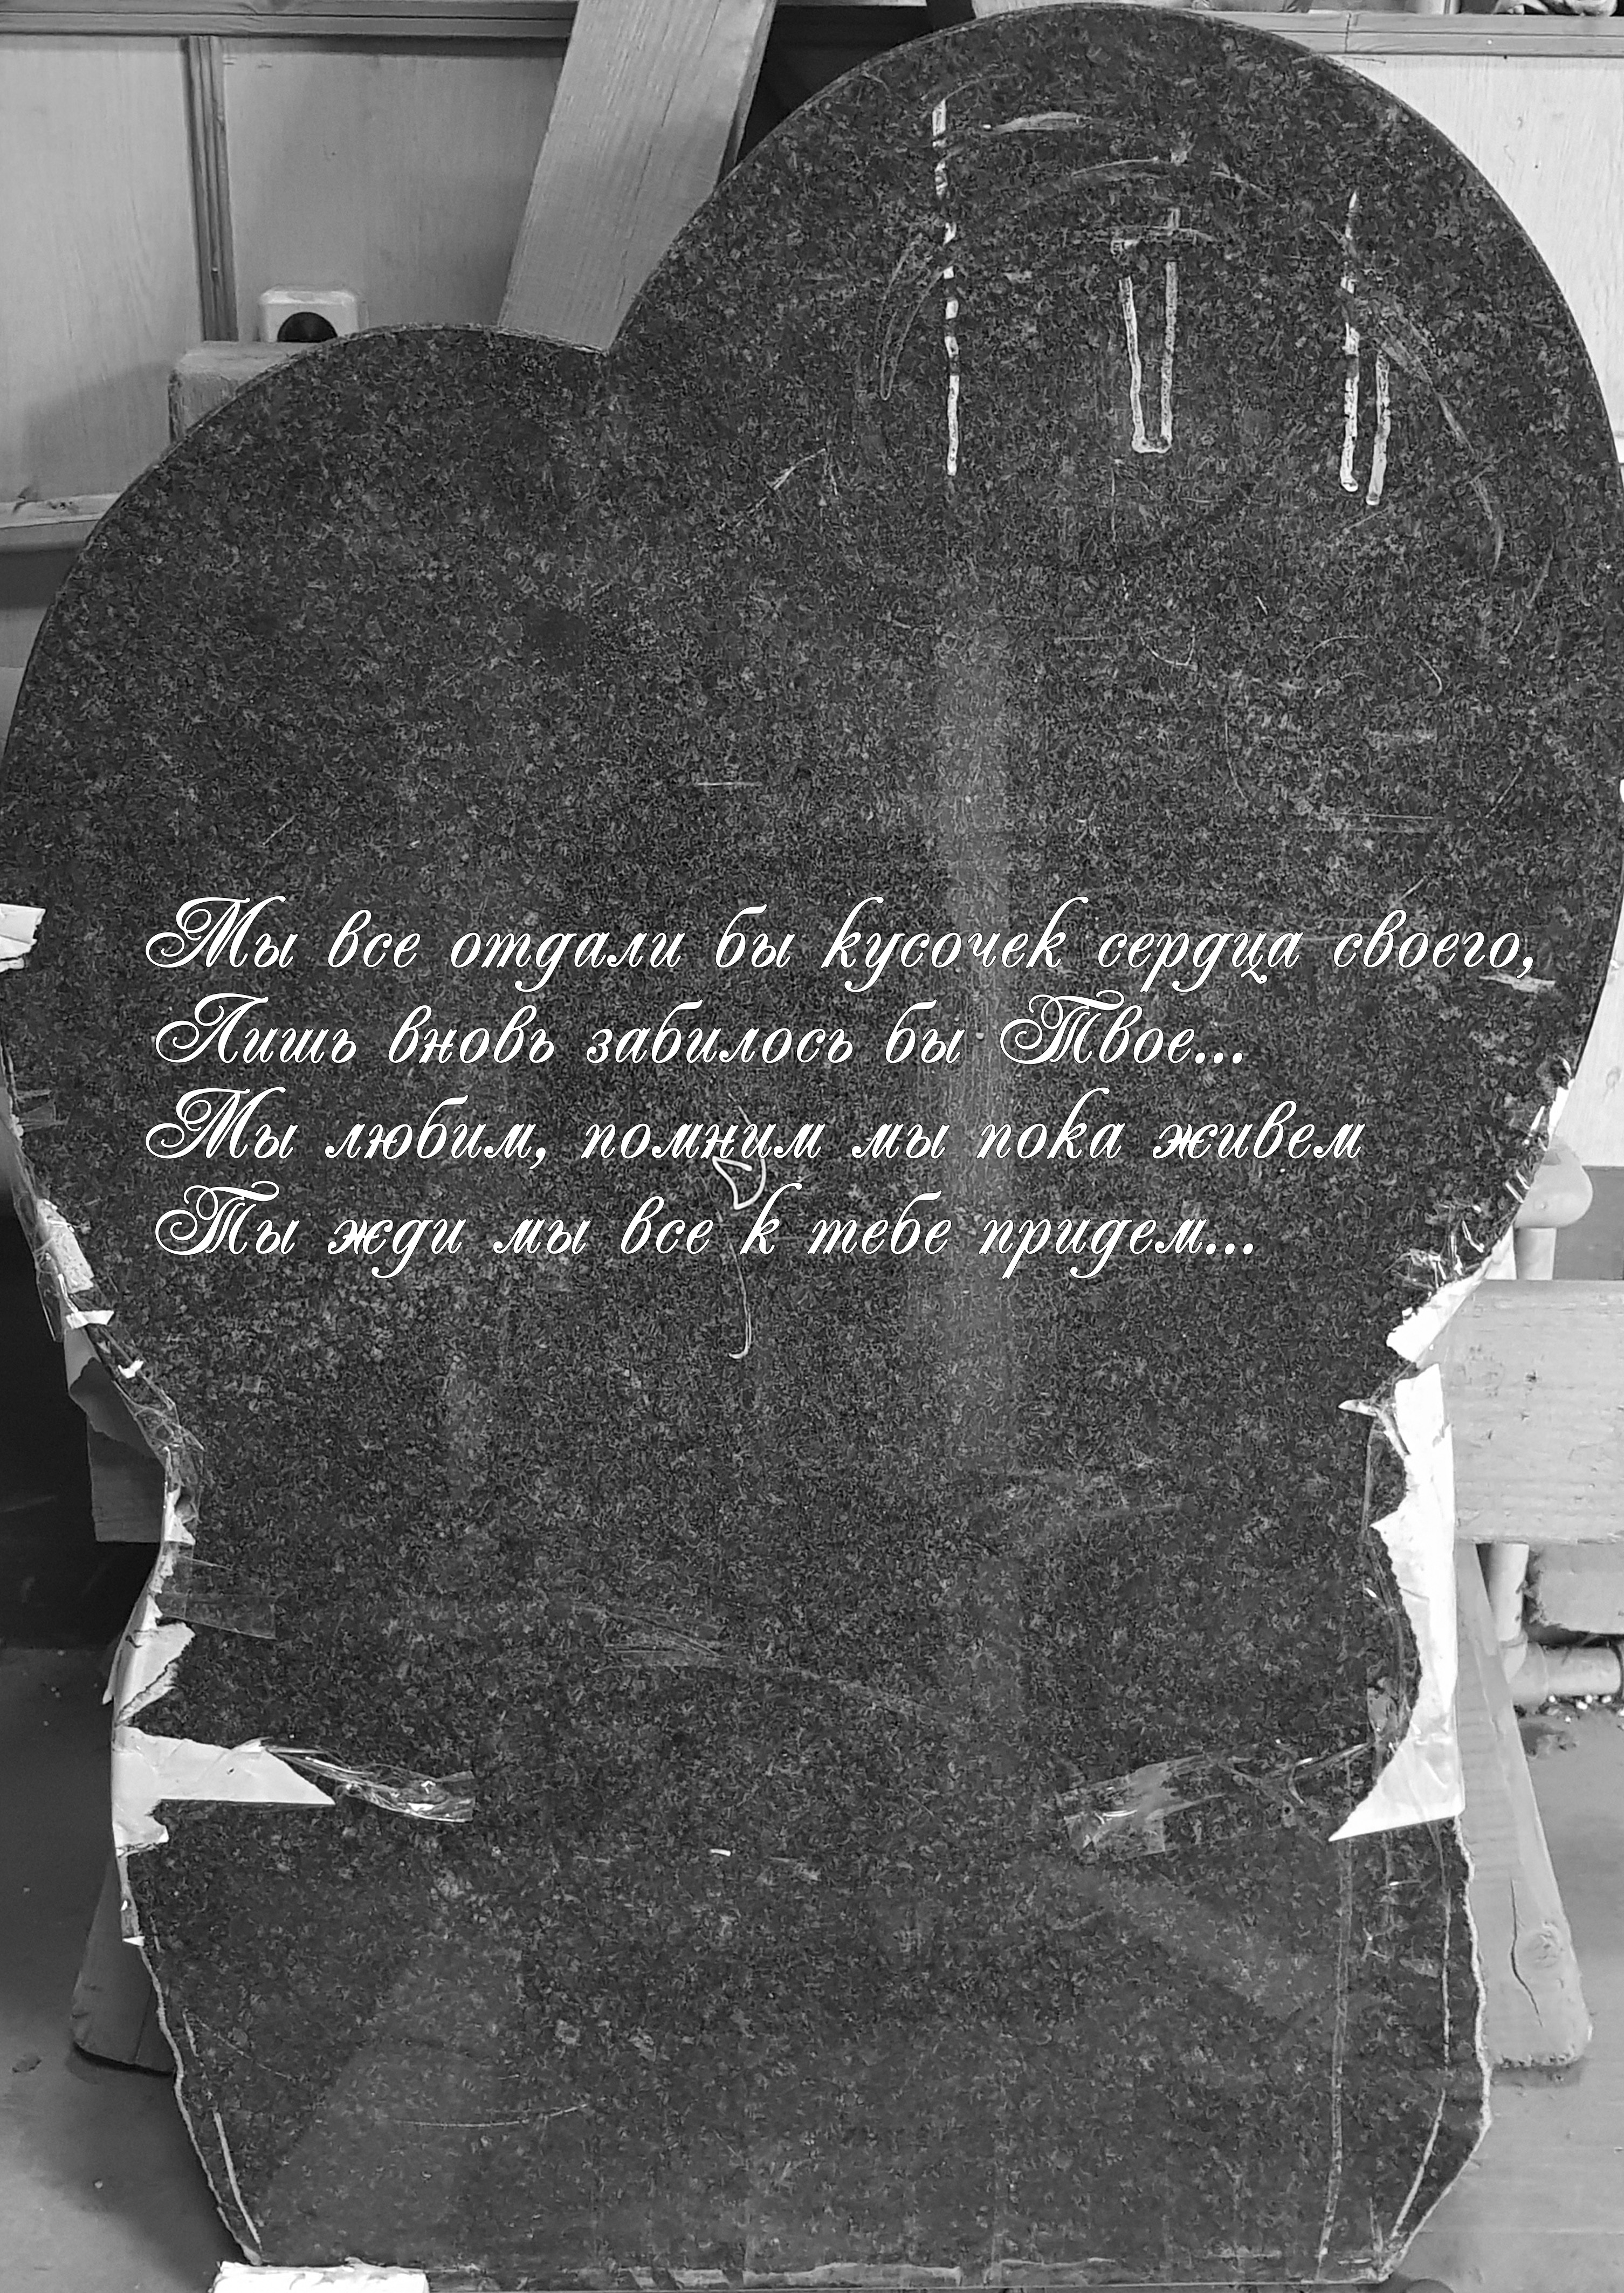 Мы все отдали бы кусочек сердца своего,
Лишь вновь забилось бы Твое...
Мы любим, помним мы пока живем
Ты жди мы все к тебе придем...